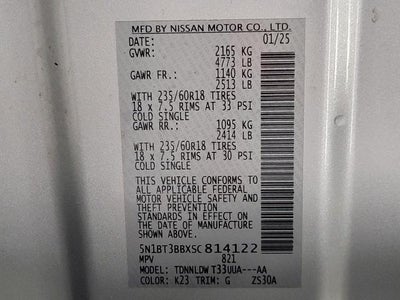 MFD BY NISSAN MOTOR CO., LTD.
DATE: 01/25
GVWR: 2165 KG
4773 LB
GAWR FR.: 1140 KG
2513 LB
WITH 235/60R18 TIRES
18 x 7.5 RIMS AT 33 PSI
COLD SINGLE
GAWR RR.: 1095 KG
2414 LB
WITH 235/60R18 TIRES
18 x 7.5 RIMS AT 30 PSI
COLD SINGLE
THIS VEHICLE CONFORMS TO
ALL APPLICABLE FEDERAL
MOTOR VEHICLE SAFETY AND
THEFT PREVENTION
STANDARDS IN EFFECT ON
THE DATE OF MANUFACTURE
SHOWN ABOVE.
5N1BT3BBXSC814122
MPV 821
MODEL: TDNNLDWT33UUA---AA
COLOR: K23 TRIM: G ZS30A